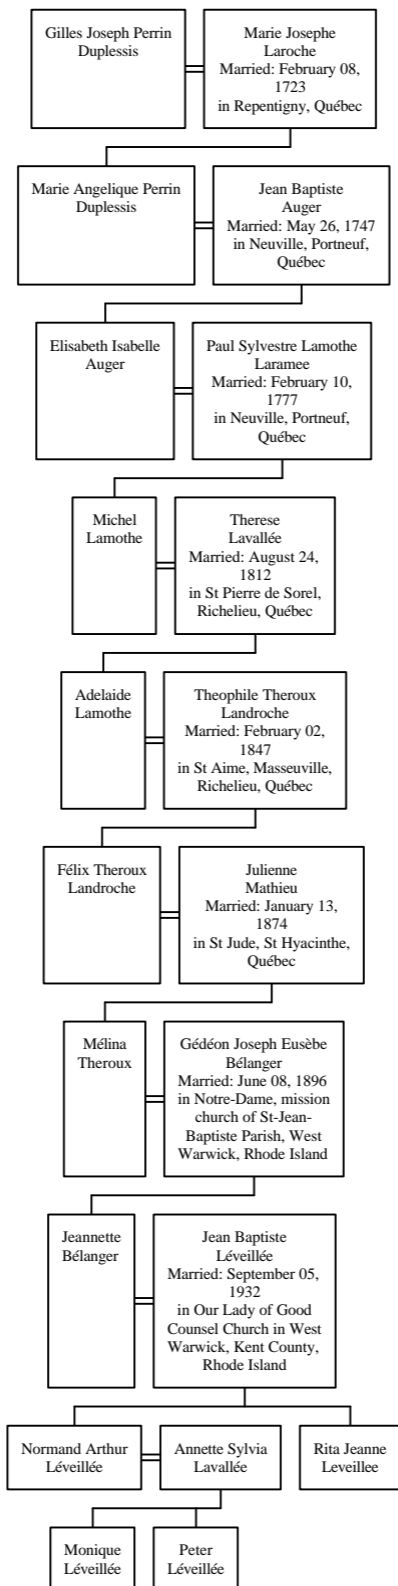 Gilles Joseph Perrin
Duplessis
Marie Josephe
Laroche
Married: February 08,
1723
in Repentigny, Québec
Marie Angelique Perrin
Duplessis
Jean Baptiste
Auger
Married: May 26, 1747
in Neuville, Portneuf,
Québec
Elisabeth Isabelle
Auger
Paul Sylvestre Lamothe
Laramee
Married: February 10,
1777
in Neuville, Portneuf,
Québec
Michel
Lamothe
Therese
Lavallée
Married: August 24,
1812
in St Pierre de Sorel,
Richelieu, Québec
Adelaide
Lamothe
Theophile Theroux
Landroche
Married: February 02,
1847
in St Aime, Masseuville,
Richelieu, Québec
Félix Theroux
Landroche
Julienne
Mathieu
Married: January 13,
1874
in St Jude, St Hyacinthe,
Québec
Mélina
Theroux
Gédéon Joseph Eusèbe
Bélanger
Married: June 08, 1896
in Notre-Dame, mission
church of St-Jean-
Baptiste Parish, West
Warwick, Rhode Island
Jeannette
Bélanger
Jean Baptiste
Léveillée
Married: September 05,
1932
in Our Lady of Good
Counsel Church in West
Warwick, Kent County,
Rhode Island
Normand Arthur
Léveillée
Annette Sylvia
Lavallée
Rita Jeanne
Leveillee
Monique
Léveillée
Peter
Léveillée